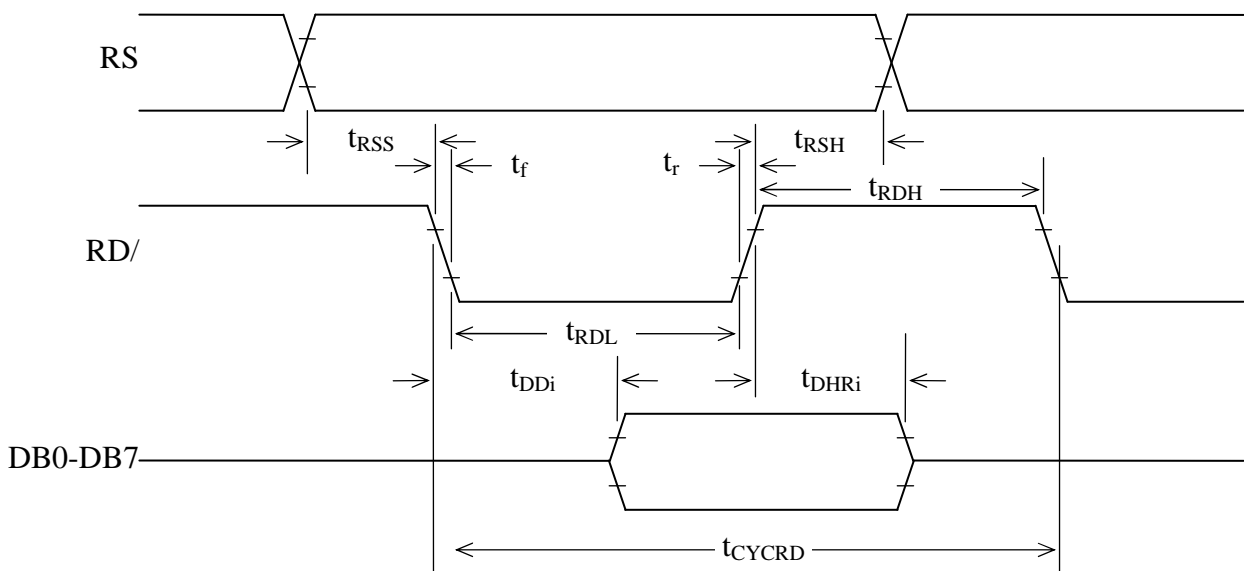 RS
tRSS
tRSH
tf
tr
tRDH
RD/
tRDL
tDDi
tDHRi
DB0-DB7
tCYCRD